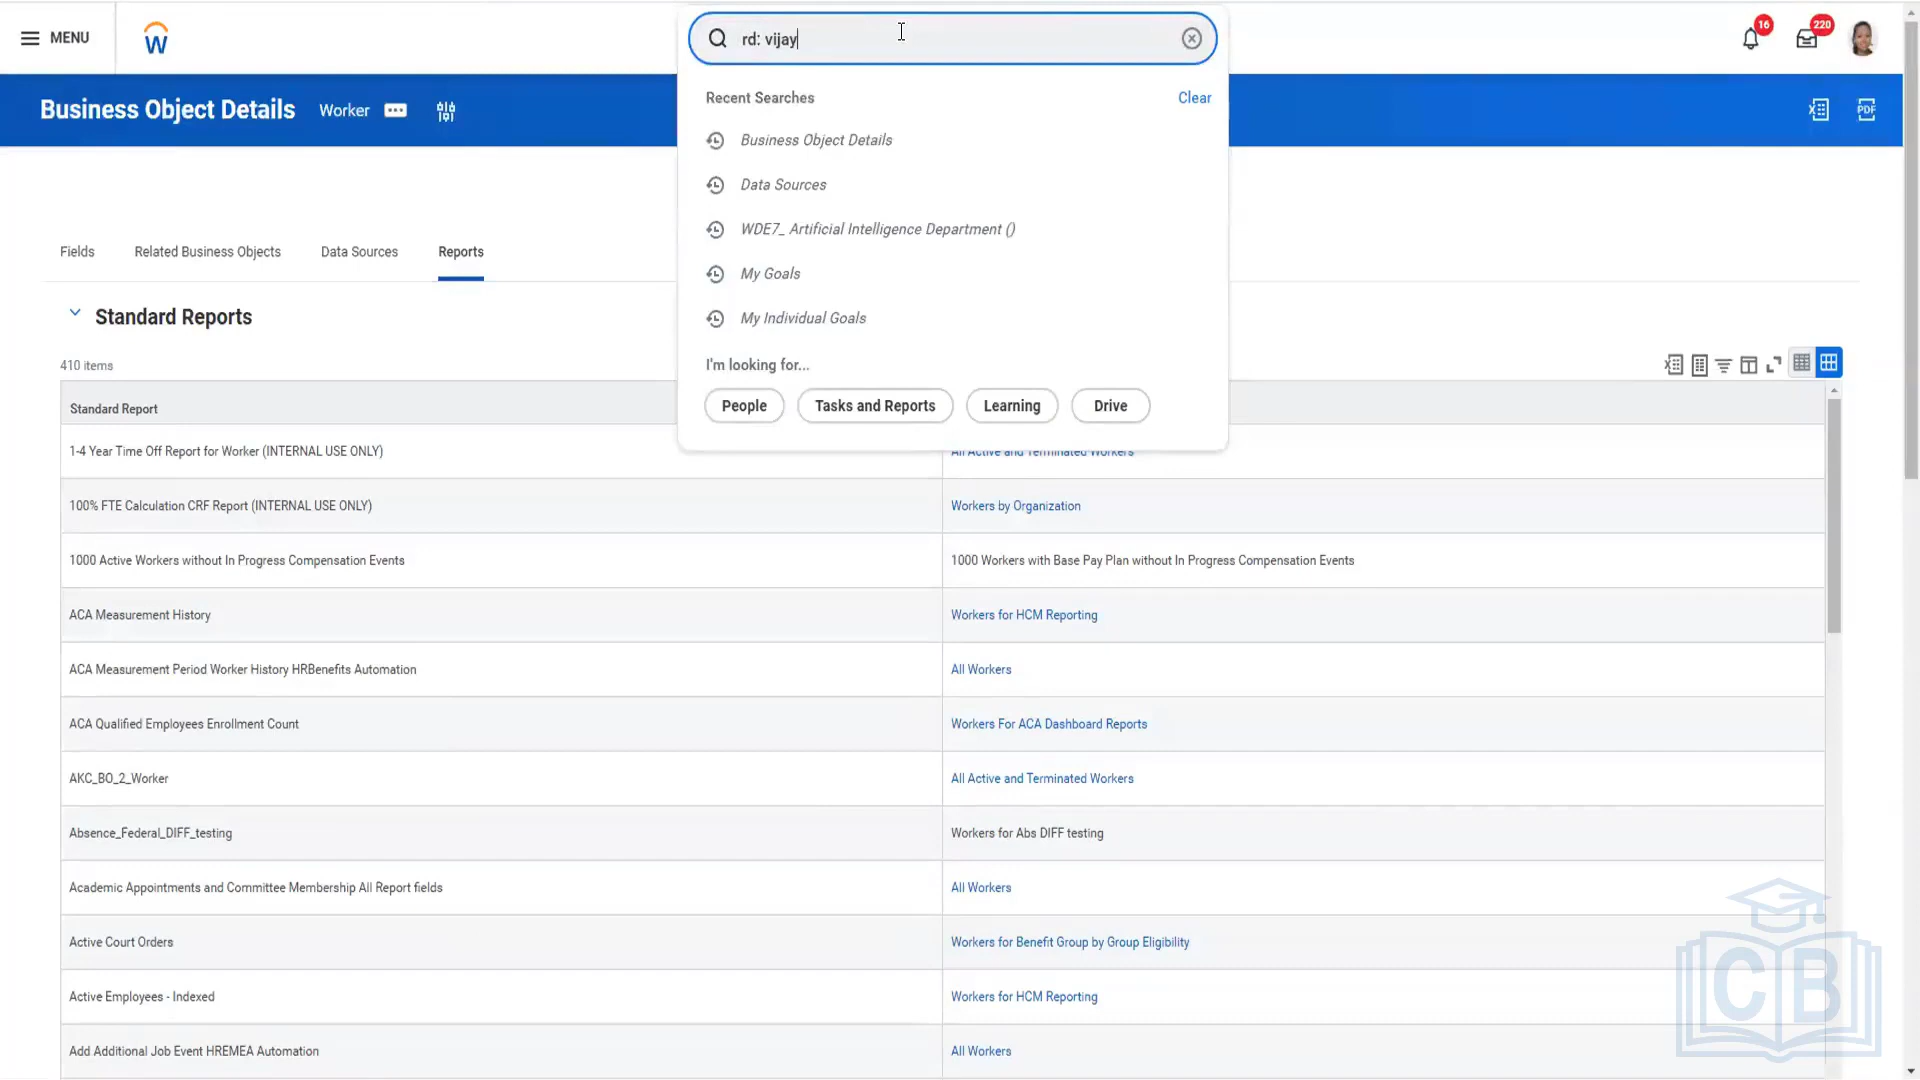 MENU
rd: vijay
16
220
Business Object Details Worker
PDF
Recent Searches Clear
Business Object Details
Data Sources
WDE7_ Artificial Intelligence Department ()
My Goals
My Individual Goals
I'm looking for...
People Tasks and Reports Learning Drive
Fields Related Business Objects Data Sources Reports
Standard Reports
410 items
Standard Report
1-4 Year Time Off Report for Worker (INTERNAL USE ONLY) All Active and Terminated Workers
100% FTE Calculation CRF Report (INTERNAL USE ONLY) Workers by Organization
1000 Active Workers without In Progress Compensation Events 1000 Workers with Base Pay Plan without In Progress Compensation Events
ACA Measurement History Workers for HCM Reporting
ACA Measurement Period Worker History HRBenefits Automation All Workers
ACA Qualified Employees Enrollment Count Workers For ACA Dashboard Reports
AKC_BO_2_Worker All Active and Terminated Workers
Absence_Federal_DIFF_testing Workers for Abs DIFF testing
Academic Appointments and Committee Membership All Report fields All Workers
Active Court Orders Workers for Benefit Group by Group Eligibility
Active Employees - Indexed Workers for HCM Reporting
Add Additional Job Event HREMEA Automation All Workers
CB